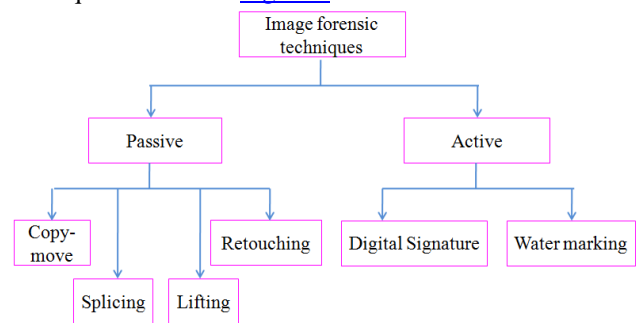 Image forensic
techniques
Passive
Active
Copy-
move
Retouching
Digital Signature
Water marking
Splicing
Lifting